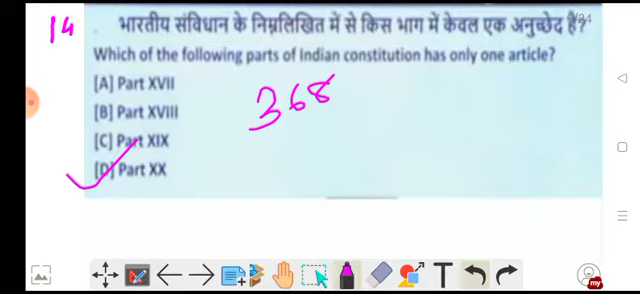 14 भारतीय संविधान के निम्नलिखित में से किस भाग में केवल एक अनुच्छेद है?
Which of the following parts of Indian constitution has only one article?
[A] Part XVII
[B] Part XVIII
[C] Part XIX
[D] Part XX
368
T
my